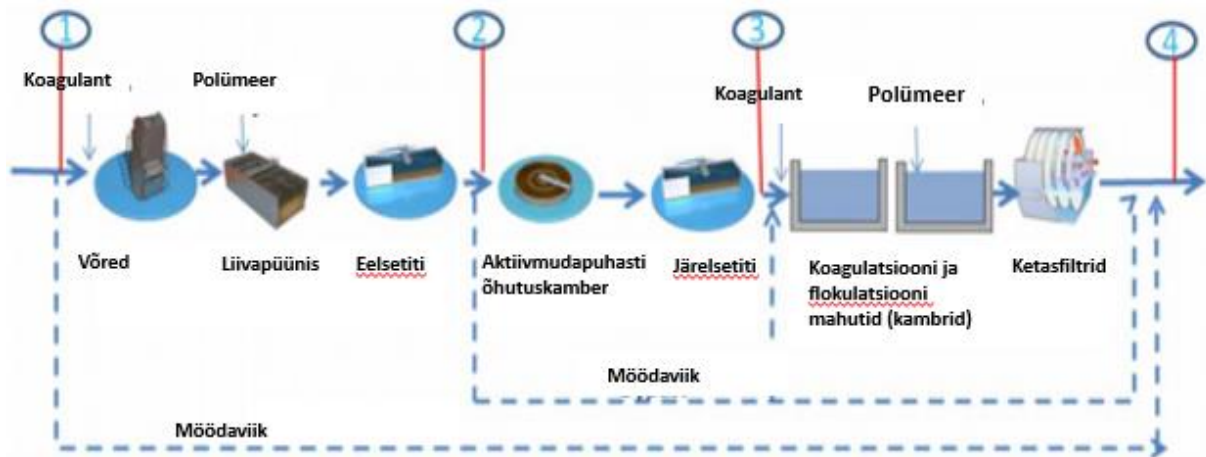 1
2
3
4
Koagulant
Polümeer
Koagulant
Polümeer
Võred
Liivapüünis
Eelsetiti
Aktiivmudapuhasti
õhutuskamber
Järelsetiti
Koagulatsiooni ja
flokulatsiooni
mahutid (kambrid)
Ketasfiltrid
Möödaviik
Möödaviik